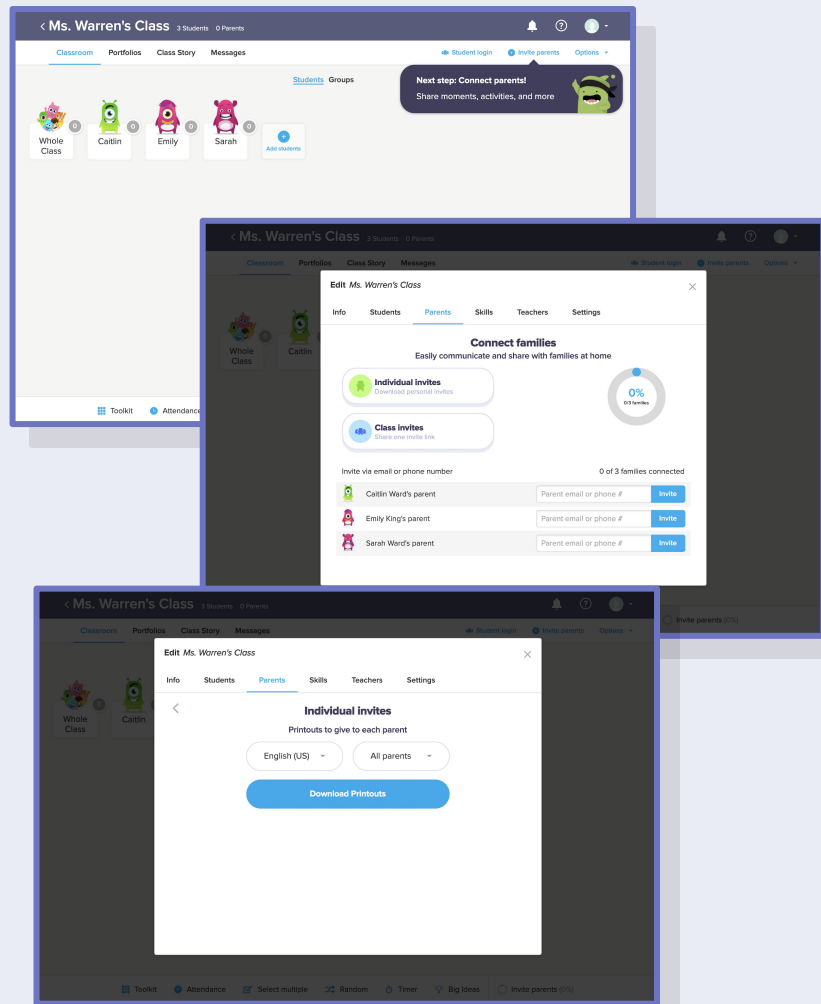 < Ms. Warren's Class 3 Students 0 Parents
Classroom Portfolios Class Story Messages Student login Invite parents Options
Students Groups
Next step: Connect parents!
Share moments, activities, and more
0 0 0 0
Whole Class
Caitlin
Emily
Sarah
Add students
Toolkit Attendance
< Ms. Warren's Class 3 Students 0 Parents
Classroom Portfolios Class Story Messages Student login Invite parents Options
Whole Class
Caitlin
Edit Ms. Warren's Class
Info Students Parents Skills Teachers Settings
Connect families
Easily communicate and share with families at home
Individual invites
Download personal invites
Class invites
Share one invite link
0%
0/3 families
Invite via email or phone number 0 of 3 families connected
Caitlin Ward's parent Parent email or phone # Invite
Emily King's parent Parent email or phone # Invite
Sarah Ward's parent Parent email or phone # Invite
Invite parents (0%)
< Ms. Warren's Class 3 Students 0 Parents
Classroom Portfolios Class Story Messages Student login Invite parents Options
Whole Class
Caitlin
Edit Ms. Warren's Class
Info Students Parents Skills Teachers Settings
Individual invites
Printouts to give to each parent
English (US) All parents
Download Printouts
Toolkit Attendance Select multiple Random Timer Big Ideas Invite parents (0%)